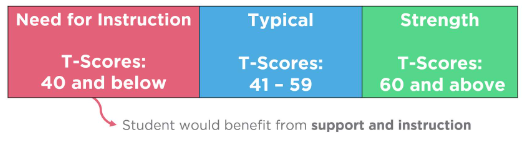 Need for Instruction
T-Scores:
40 and below
Typical
T-Scores:
41 – 59
Strength
T-Scores:
60 and above
Student would benefit from support and instruction